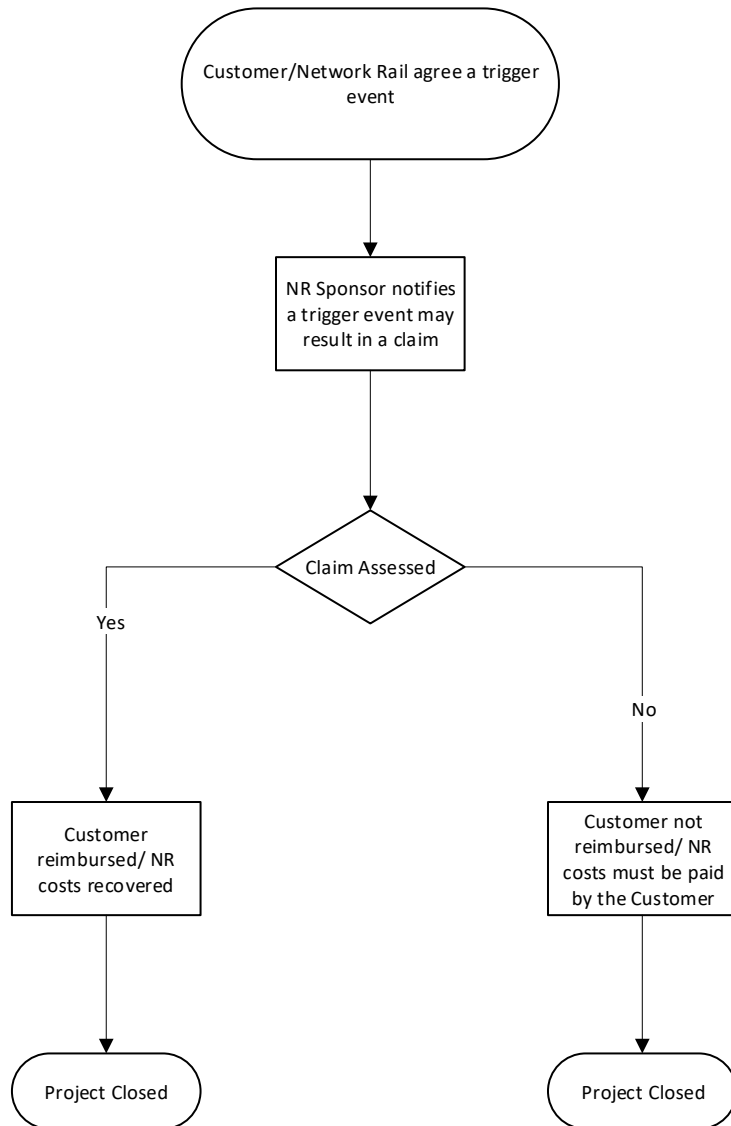 Customer/Network Rail agree a trigger
event
NR Sponsor notifies
a trigger event may
result in a claim
Claim Assessed
Yes
No
Customer
reimbursed/ NR
costs recovered
Customer not
reimbursed/ NR
costs must be paid
by the Customer
Project Closed
Project Closed